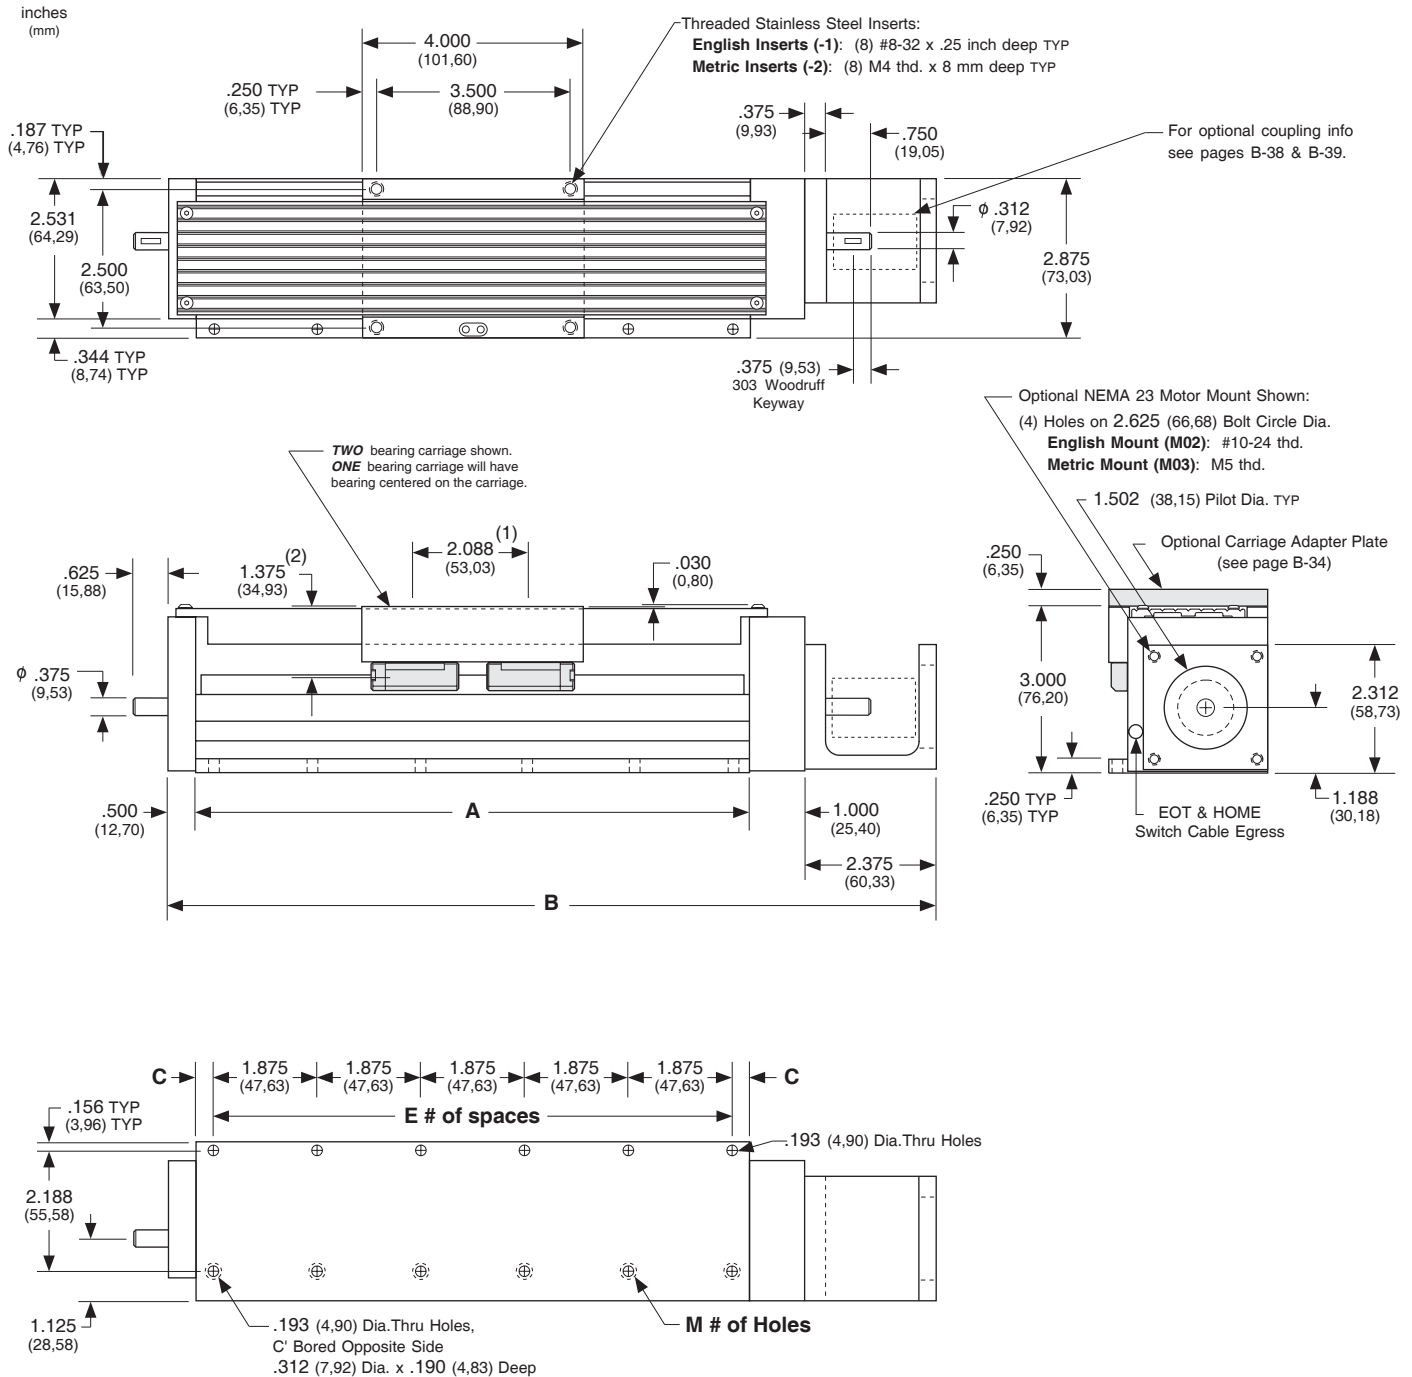 inches
(mm)
4.000
(101,60)
Threaded Stainless Steel Inserts:
English Inserts (-1): (8) #8-32 x .25 inch deep TYP
Metric Inserts (-2): (8) M4 thd. x 8 mm deep TYP
.250 TYP
(6,35) TYP
3.500
(88,90)
.375
(9,93)
.750
(19,05)
For optional coupling info
see pages B-38 & B-39.
.187 TYP
(4,76) TYP
2.531
(64,29)
2.500
(63,50)
ϕ .312
(7,92)
2.875
(73,03)
.344 TYP
(8,74) TYP
.375 (9,53)
303 Woodruff
Keyway
Optional NEMA 23 Motor Mount Shown:
(4) Holes on 2.625 (66,68) Bolt Circle Dia.
English Mount (M02): #10-24 thd.
Metric Mount (M03): M5 thd.
1.502 (38,15) Pilot Dia. TYP
TWO bearing carriage shown.
ONE bearing carriage will have
bearing centered on the carriage.
Optional Carriage Adapter Plate
(see page B-34)
.625
(15,88)
1.375 (2)
(34,93)
2.088 (1)
(53,03)
.030
(0,80)
.250
(6,35)
ϕ .375
(9,53)
3.000
(76,20)
2.312
(58,73)
.500
(12,70)
A
1.000
(25,40)
.250 TYP
(6,35) TYP
EOT & HOME
Switch Cable Egress
1.188
(30,18)
2.375
(60,33)
B
C
1.875
(47,63)
1.875
(47,63)
1.875
(47,63)
1.875
(47,63)
1.875
(47,63)
C
E # of spaces
.156 TYP
(3,96) TYP
.193 (4,90) Dia.Thru Holes
2.188
(55,58)
1.125
(28,58)
.193 (4,90) Dia.Thru Holes,
C' Bored Opposite Side
.312 (7,92) Dia. x .190 (4,83) Deep
M # of Holes